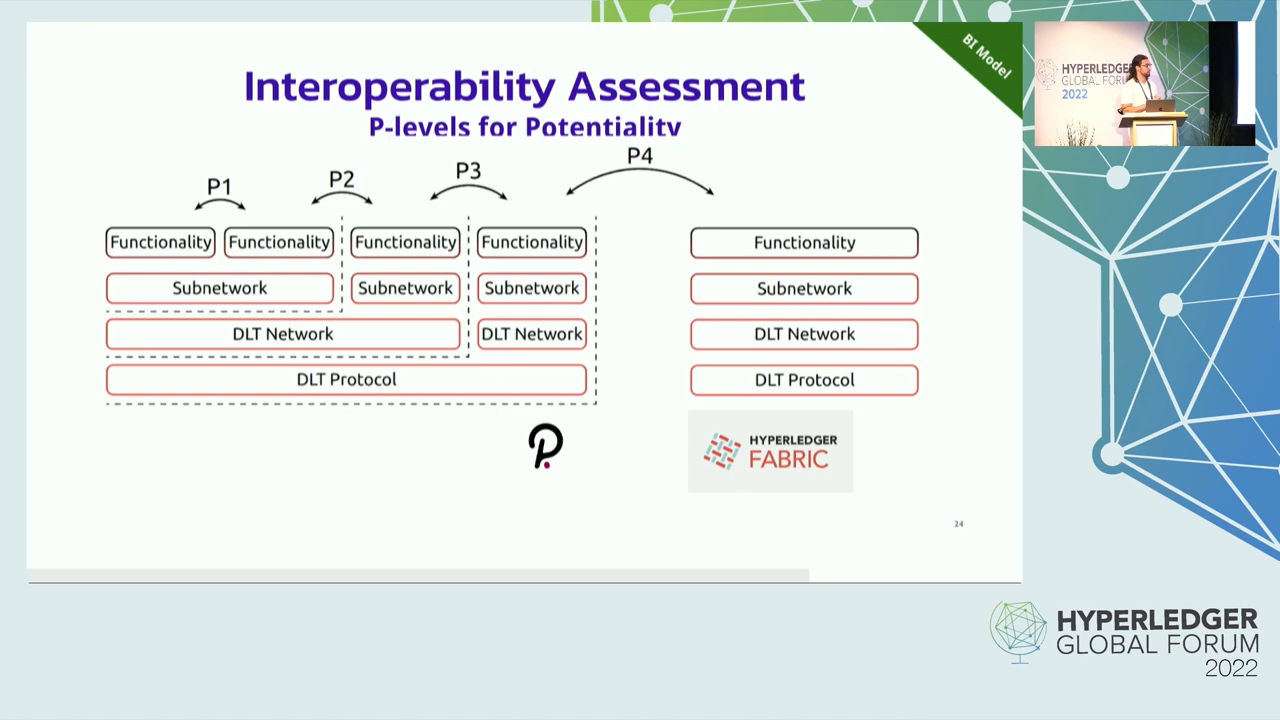 Interoperability Assessment
P-levels for Potentiality
BI Model
P1
P2
P3
P4
Functionality Functionality Functionality Functionality Functionality
Subnetwork Subnetwork Subnetwork Subnetwork
DLT Network DLT Network DLT Network
DLT Protocol DLT Protocol
HYPERLEDGER
FABRIC
24
HYPERLEDGER
GLOBAL FORU
2022
HYPERLEDGER
GLOBAL FORUM
2022